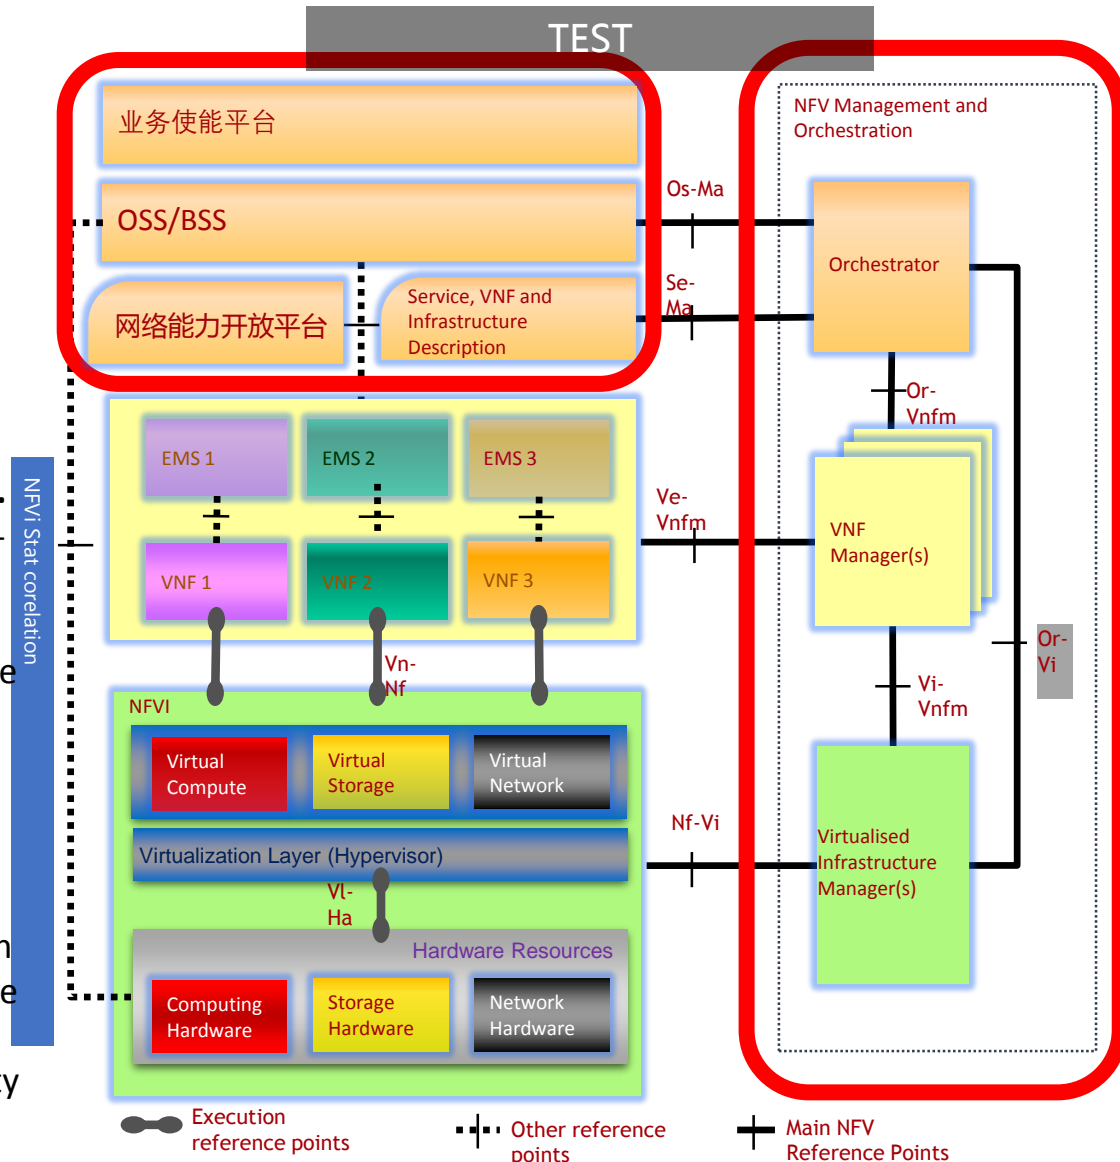 TEST
业务使能平台
OSS/BSS
网络能力开放平台
Service, VNF and
Infrastructure
Description
Os-Ma
Se-
Ma
NFV Management and
Orchestration
Orchestrator
Or-
Vnfm
EMS 1
EMS 2
EMS 3
VNF 1
VNF 2
VNF 3
Ve-
Vnfm
VNF
Manager(s)
NFVi Stat corelation
Vn-
Nf
Or-
Vi
Vi-
Vnfm
NFVI
Virtual
Compute
Virtual
Storage
Virtual
Network
Nf-Vi
Virtualization Layer (Hypervisor)
Virtualised
Infrastructure
Manager(s)
Vl-
Ha
Hardware Resources
Computing
Hardware
Storage
Hardware
Network
Hardware
Execution
reference points
Other reference
points
Main NFV
Reference Points